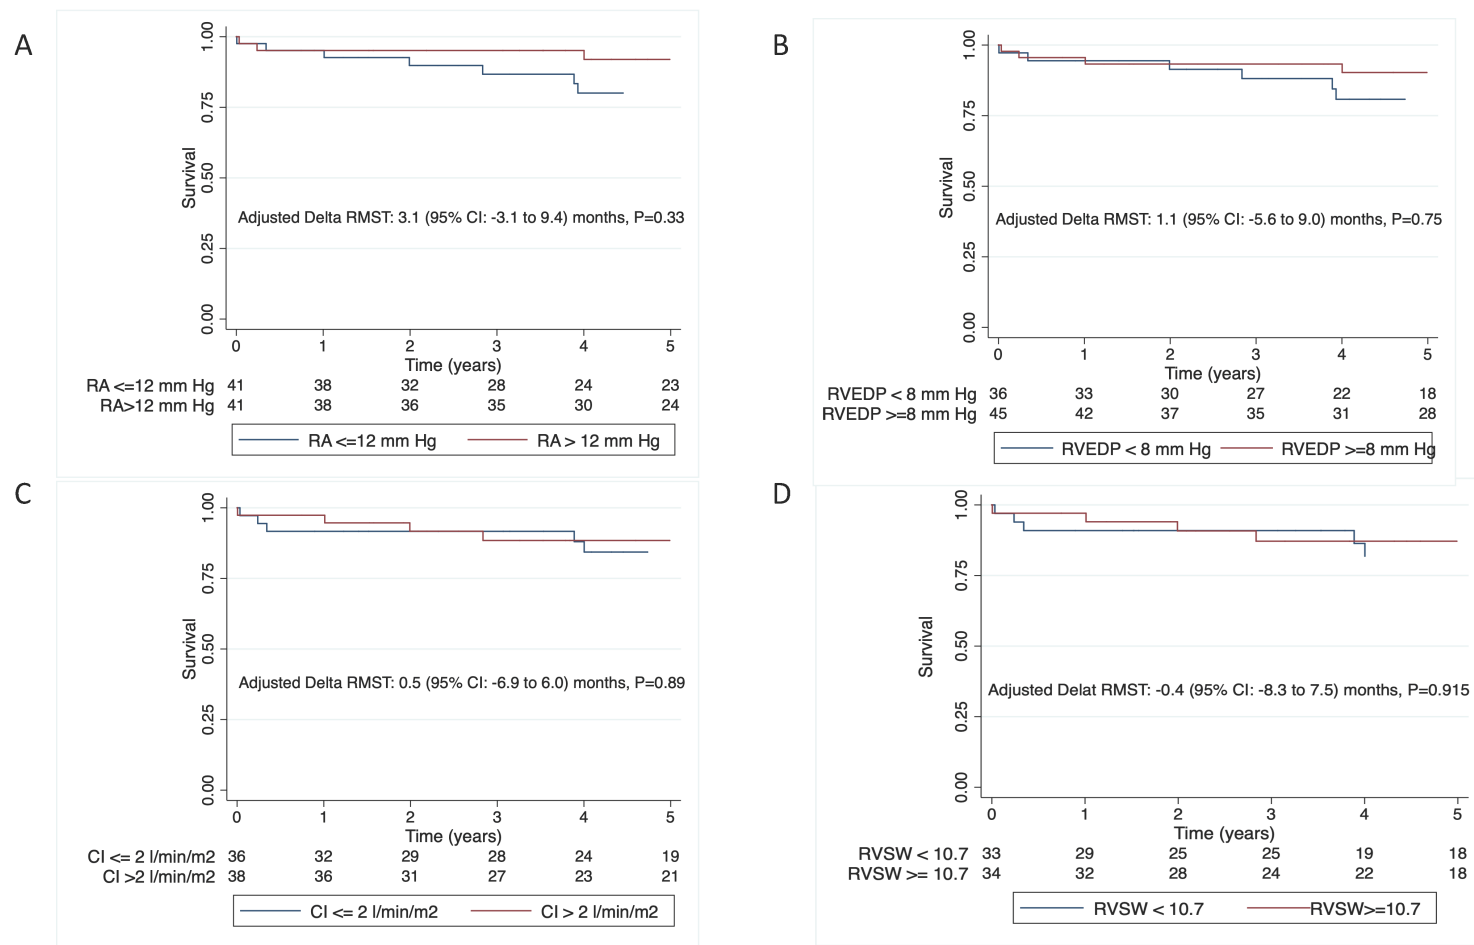 A
1.00
0.75
0.50
0.25
0.00
Survival
Adjusted Delta RMST: 3.1 (95% CI: -3.1 to 9.4) months, P=0.33
0 1 2 3 4 5
Time (years)
RA <=12 mm Hg 41 38 32 28 24 23
RA>12 mm Hg 41 38 36 35 30 24
RA <=12 mm Hg RA > 12 mm Hg
B
1.00
0.75
0.50
0.25
0.00
Survival
Adjusted Delta RMST: 1.1 (95% CI: -5.6 to 9.0) months, P=0.75
0 1 2 3 4 5
Time (years)
RVEDP < 8 mm Hg 36 33 30 27 22 18
RVEDP >=8 mm Hg 45 42 37 35 31 28
RVEDP < 8 mm Hg RVEDP >=8 mm Hg
C
1.00
0.75
0.50
0.25
0.00
Survival
Adjusted Delta RMST: 0.5 (95% CI: -6.9 to 6.0) months, P=0.89
0 1 2 3 4 5
Time (years)
CI <= 2 l/min/m2 36 32 29 28 24 19
CI >2 l/min/m2 38 36 31 27 23 21
CI <= 2 l/min/m2 CI > 2 l/min/m2
D
1.00
0.75
0.50
0.25
0.00
Survival
Adjusted Delat RMST: -0.4 (95% CI: -8.3 to 7.5) months, P=0.915
0 1 2 3 4 5
Time (years)
RVSW < 10.7 33 29 25 25 19 18
RVSW >= 10.7 34 32 28 24 22 18
RVSW < 10.7 RVSW>=10.7